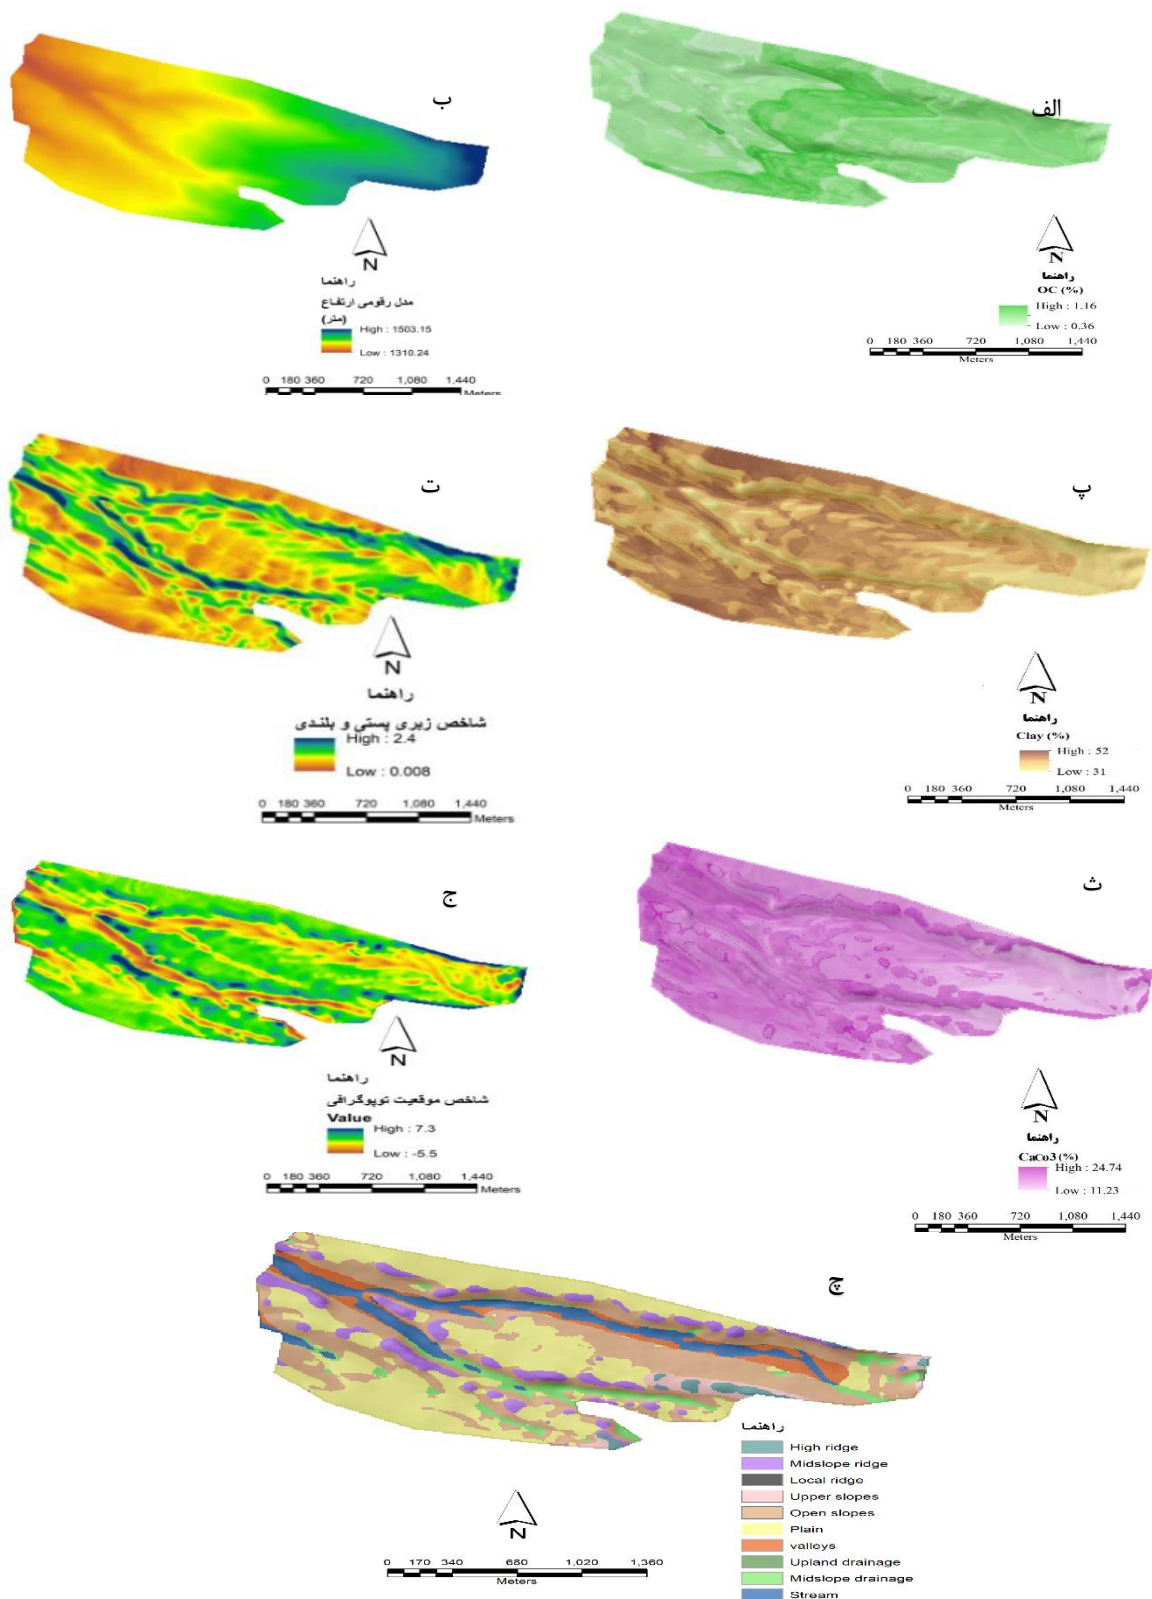 الف
N
راهنما
OC (%)
High : 1.16
Low : 0.36
0 180 360 720 1,080 1,440
Meters
ب
N
راهنما
مدل رقومی ارتفاع
(متر)
High : 1503.15
Low : 1310.24
0 180 360 720 1,080 1,440
Meters
پ
N
راهنما
Clay (%)
High : 52
Low : 31
0 180 360 720 1,080 1,440
Meters
ت
N
راهنما
شاخص زبری پستی و بلندی
High : 2.4
Low : 0.008
0 180 360 720 1,080 1,440
Meters
ث
N
راهنما
Caco3 (%)
High : 24.74
Low : 11.23
0 180 360 720 1,080 1,440
Meters
ج
N
راهنما
شاخص موقعیت توپوگرافی
Value
High : 7.3
Low : -5.5
0 180 360 720 1,080 1,440
Meters
چ
راهنما
High ridge
Midslope ridge
Local ridge
Upper slopes
Open slopes
Plain
valleys
Upland drainage
Midslope drainage
Stream
N
0 170 340 680 1,020 1,360
Meters